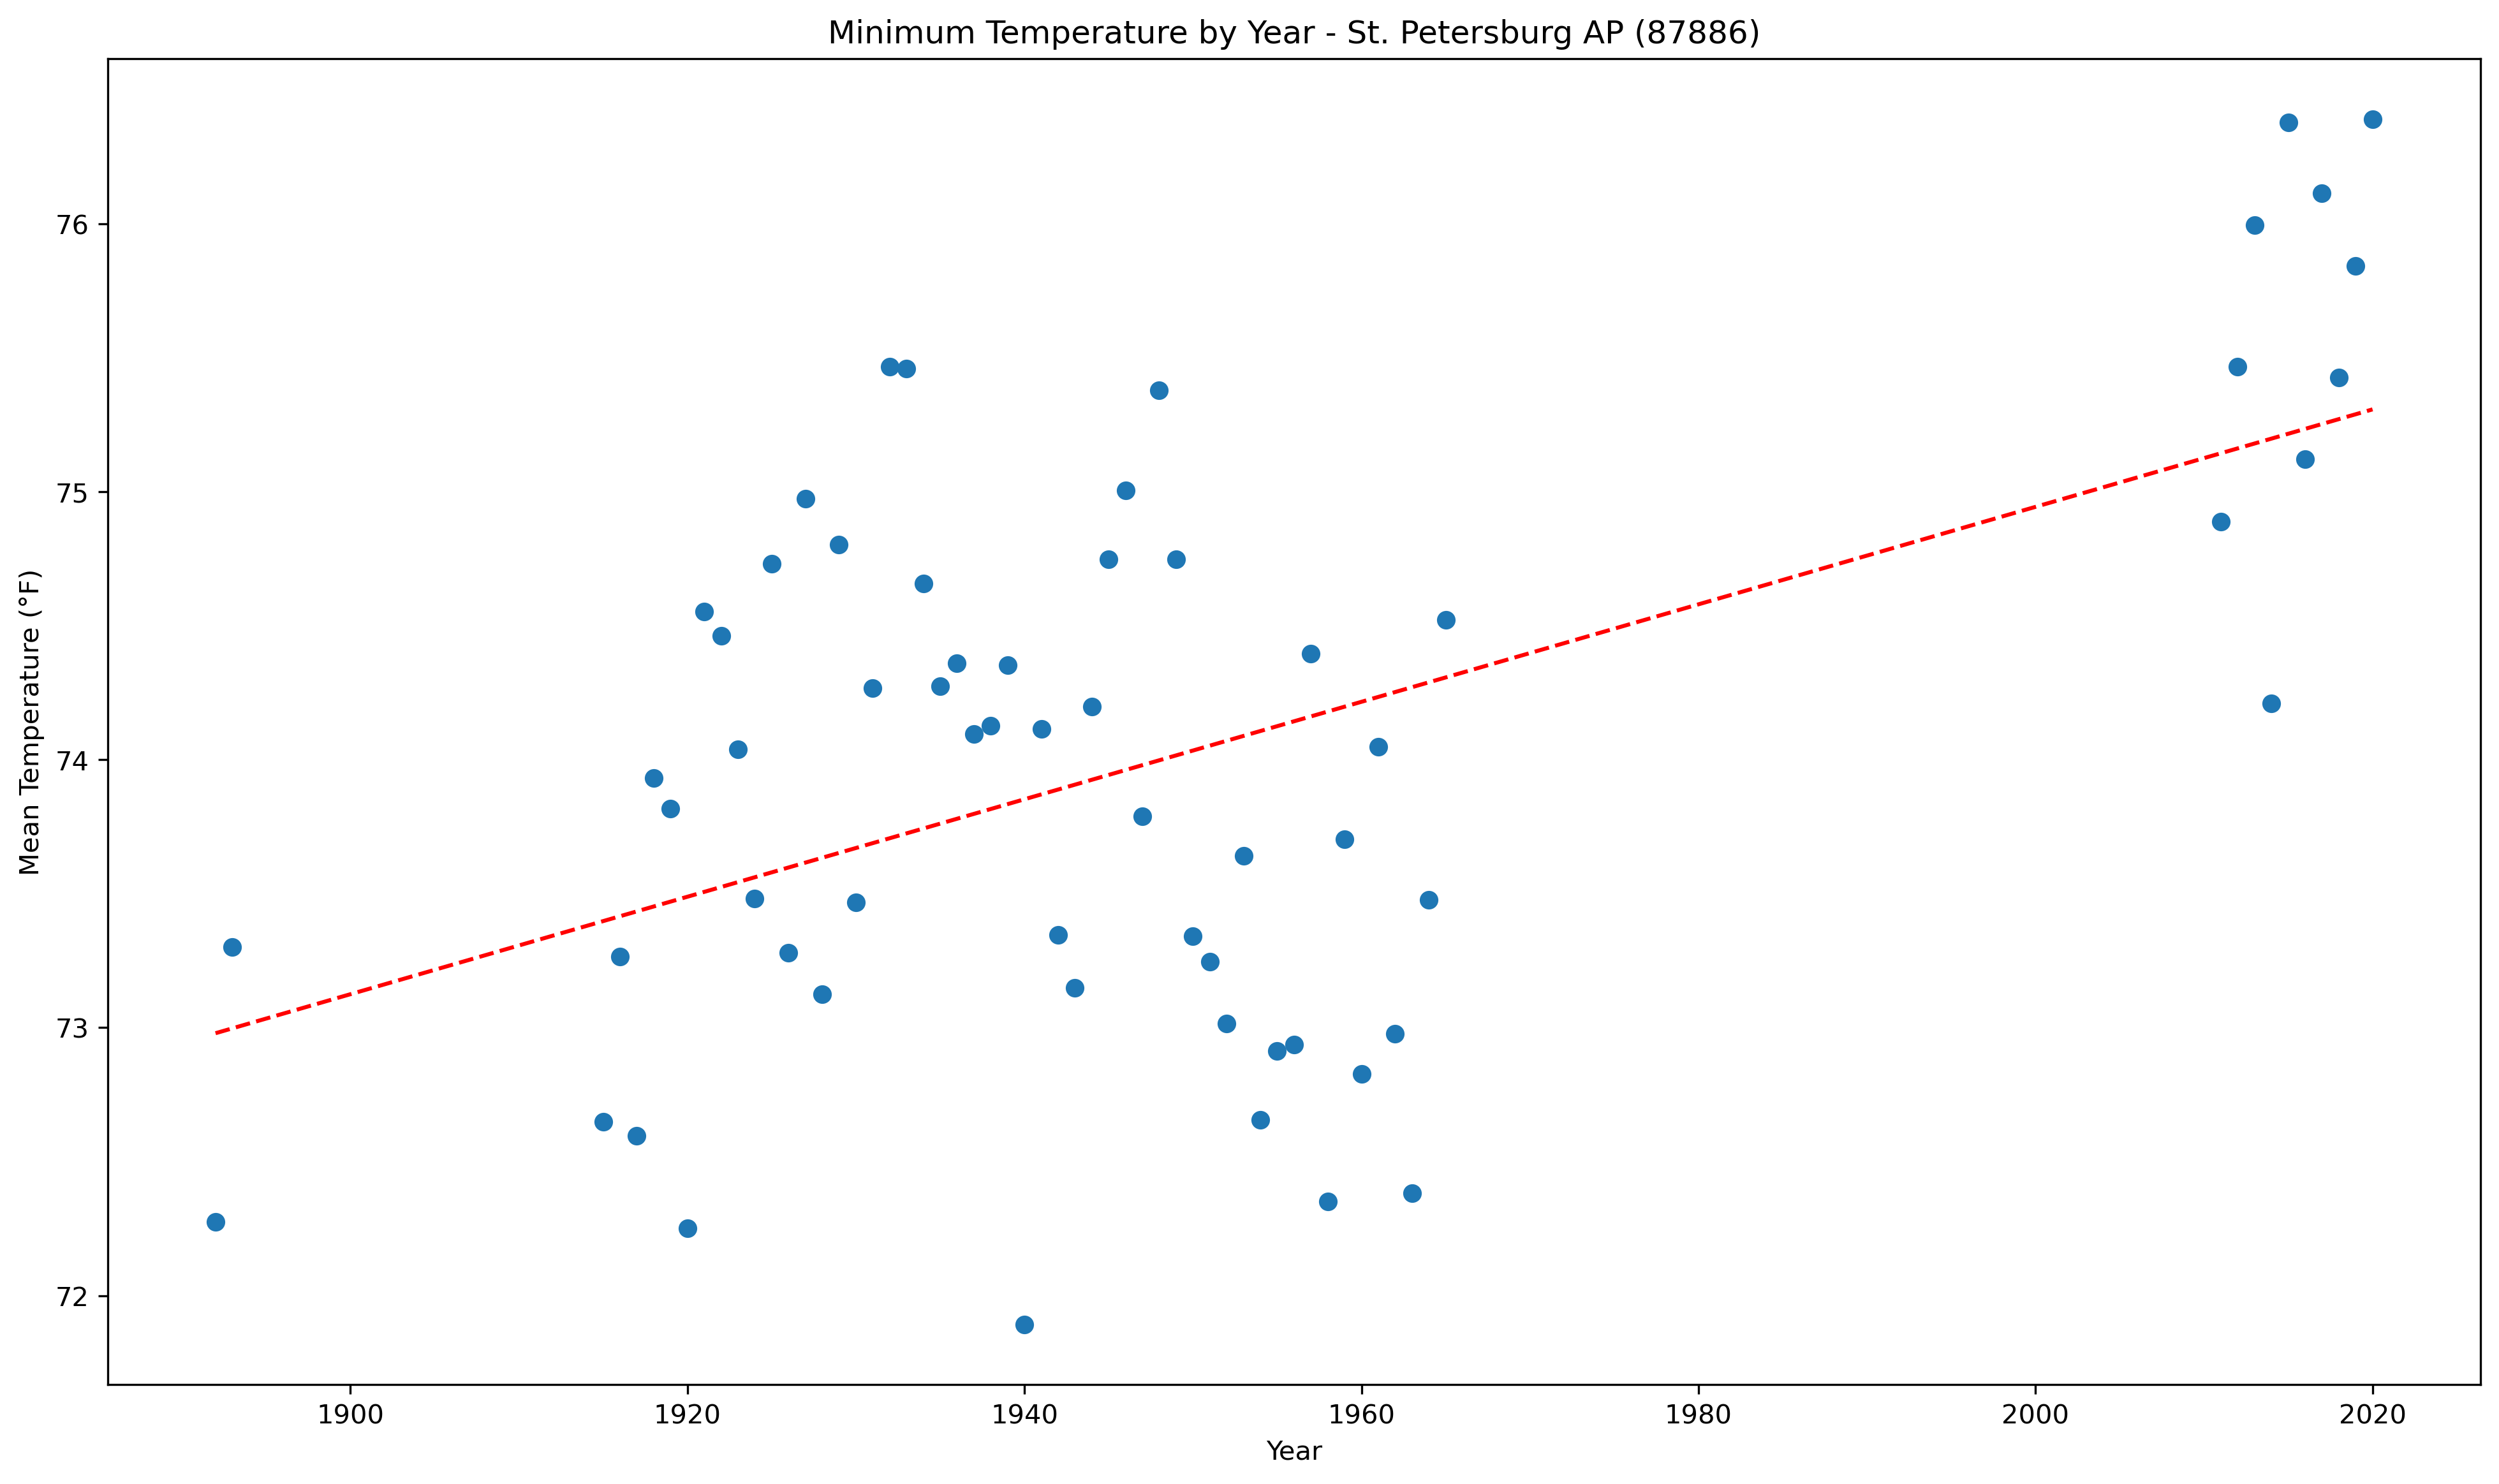 Minimum Temperature by Year - St. Petersburg AP (87886)
Mean Temperature (°F)
76
75
74
73
72
1900 1920 1940 1960 1980 2000 2020
Year